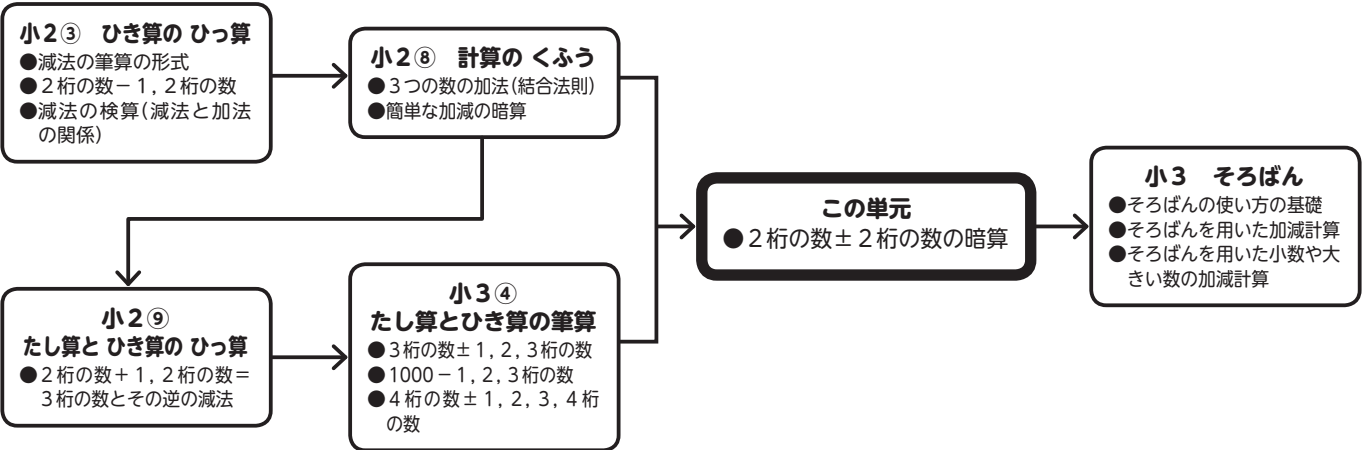 小2③ ひき算の ひっ算
●減法の筆算の形式
●2桁の数－1，2桁の数
●減法の検算(減法と加法
の関係)
小2⑧ 計算の くふう
●3つの数の加法(結合法則)
●簡単な加減の暗算
小2⑨
たし算と ひき算の ひっ算
●2桁の数＋1，2桁の数＝
3桁の数とその逆の減法
小3④
たし算とひき算の筆算
●3桁の数±1，2，3桁の数
●1000－1，2，3桁の数
●4桁の数±1，2，3，4桁
の数
この単元
●2桁の数±2桁の数の暗算
小3 そろばん
●そろばんの使い方の基礎
●そろばんを用いた加減計算
●そろばんを用いた小数や大
きい数の加減計算